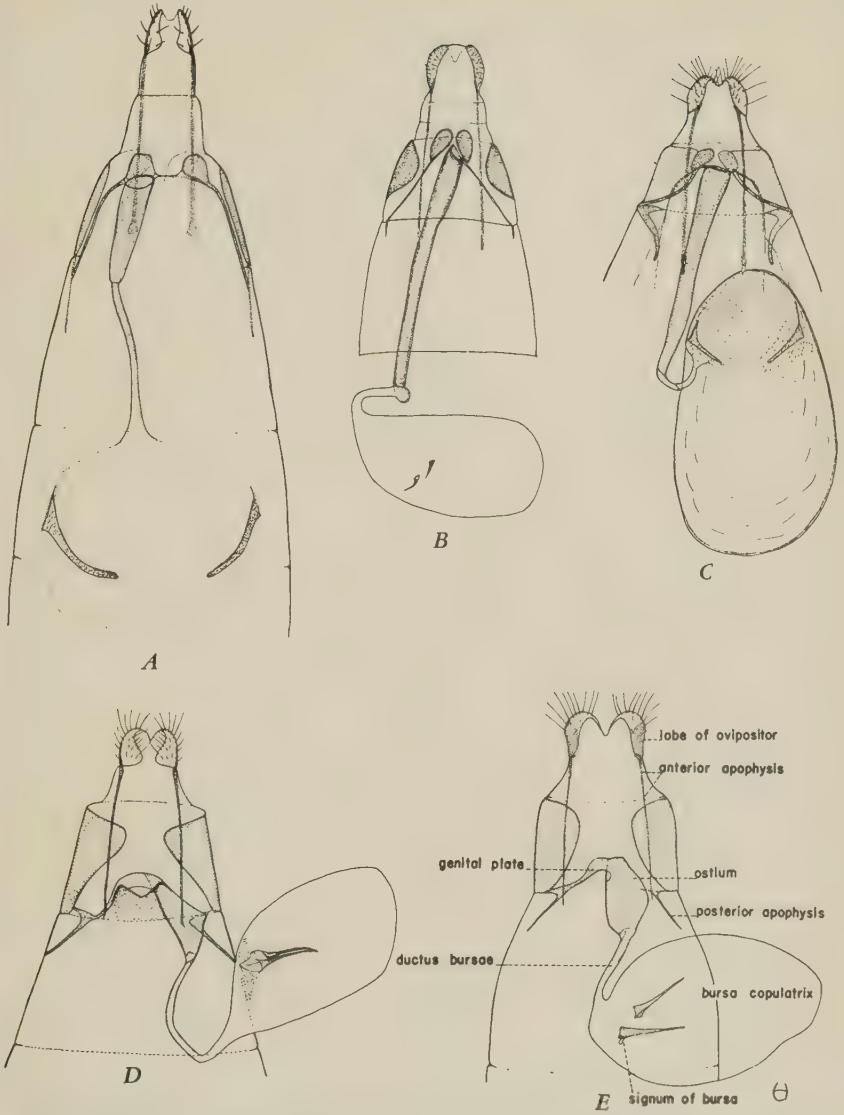 A
B
C
D
lobe of ovipositor
anterior apophysis
genital plate
ostium
posterior apophysis
ductus bursae
bursa copulatrix
signum of bursa
E